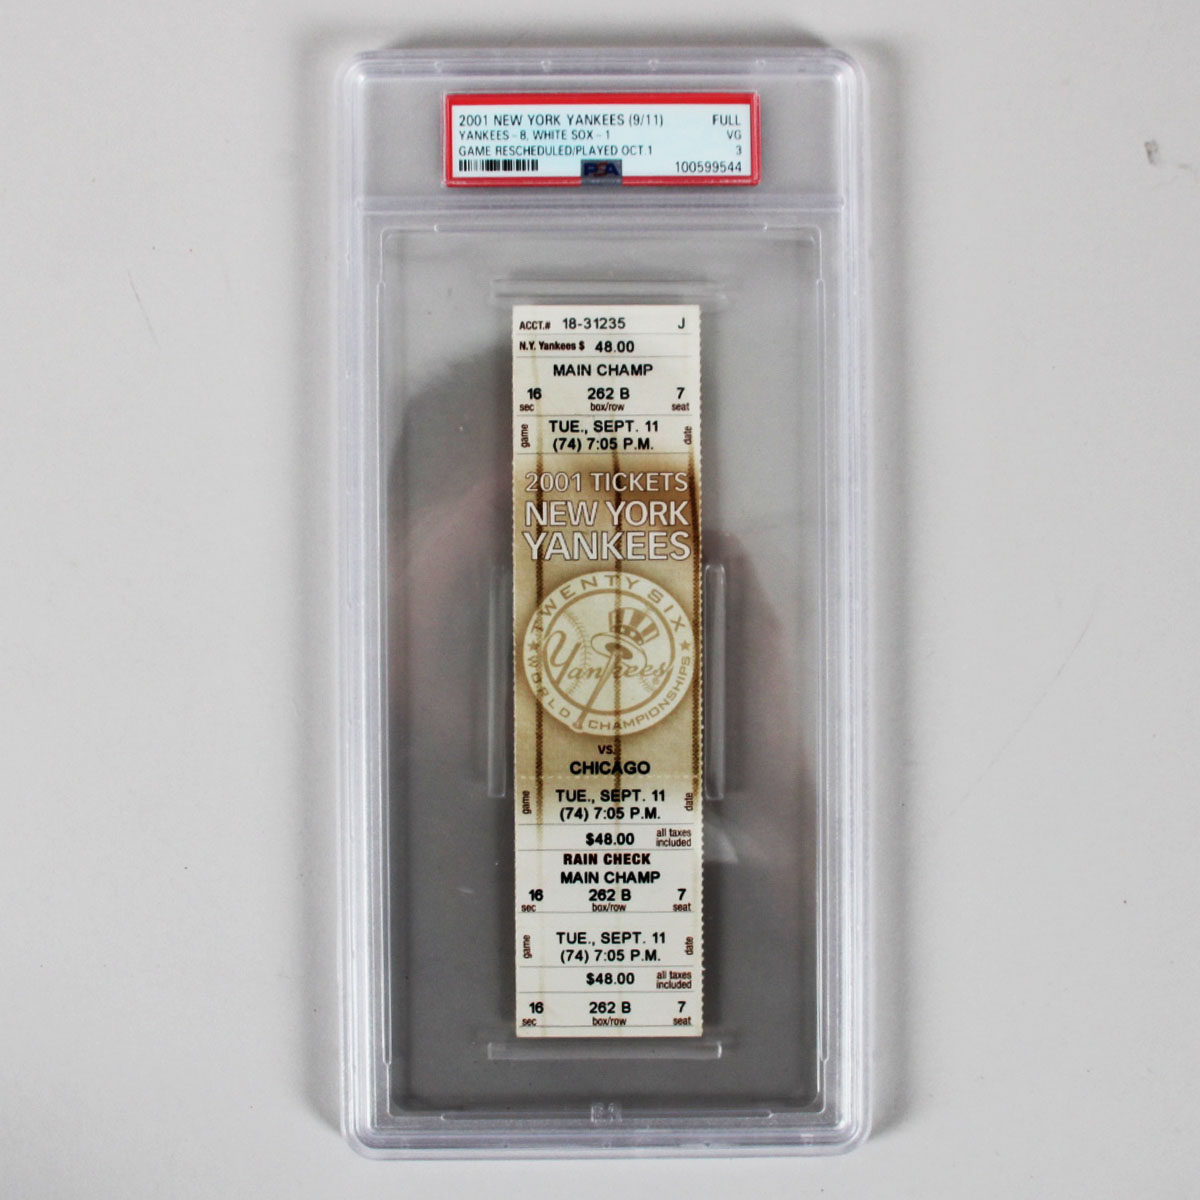 2001 NEW YORK YANKEES (9/11) FULL
YANKEES - 8, WHITE SOX - 1 VG
GAME RESCHEDULED/PLAYED OCT. 1 3
PSA 100599544
ACCT.# 18-31235 J
N.Y. Yankees $ 48.00
MAIN CHAMP
16 262 B 7
sec box/row seat
game TUE., SEPT. 11 date
(74) 7:05 P.M.
2001 TICKETS
NEW YORK
YANKEES
TWENTY SIX
Yankees
WORLD CHAMPIONSHIPS
VS.
CHICAGO
game TUE., SEPT. 11 date
(74) 7:05 P.M.
$48.00 all taxes
included
RAIN CHECK
MAIN CHAMP
16 262 B 7
sec box/row seat
game TUE., SEPT. 11 date
(74) 7:05 P.M.
$48.00 all taxes
included
16 262 B 7
sec box/row seat